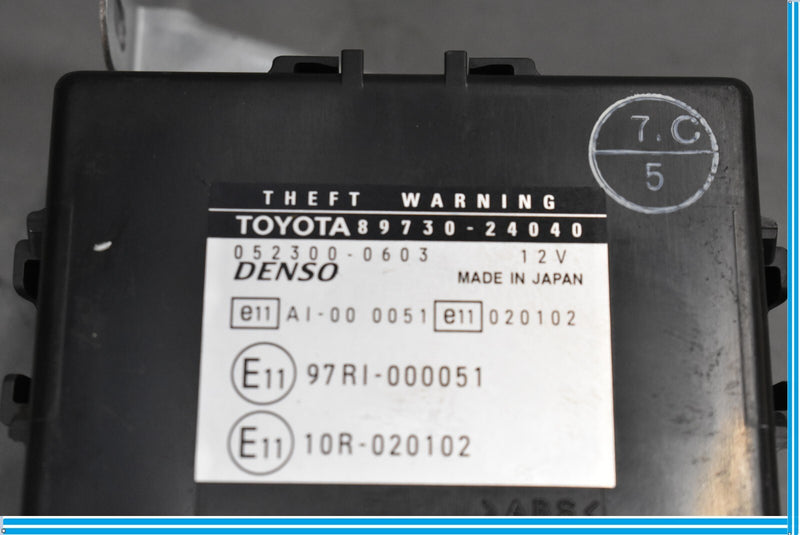 7.C
5
THEFT WARNING
TOYOTA 89730-24040
052300-0603 12V
DENSO MADE IN JAPAN
e11 AI-00 0051 e11 020102
E11 97RI-000051
E11 10R-020102
>ABS<